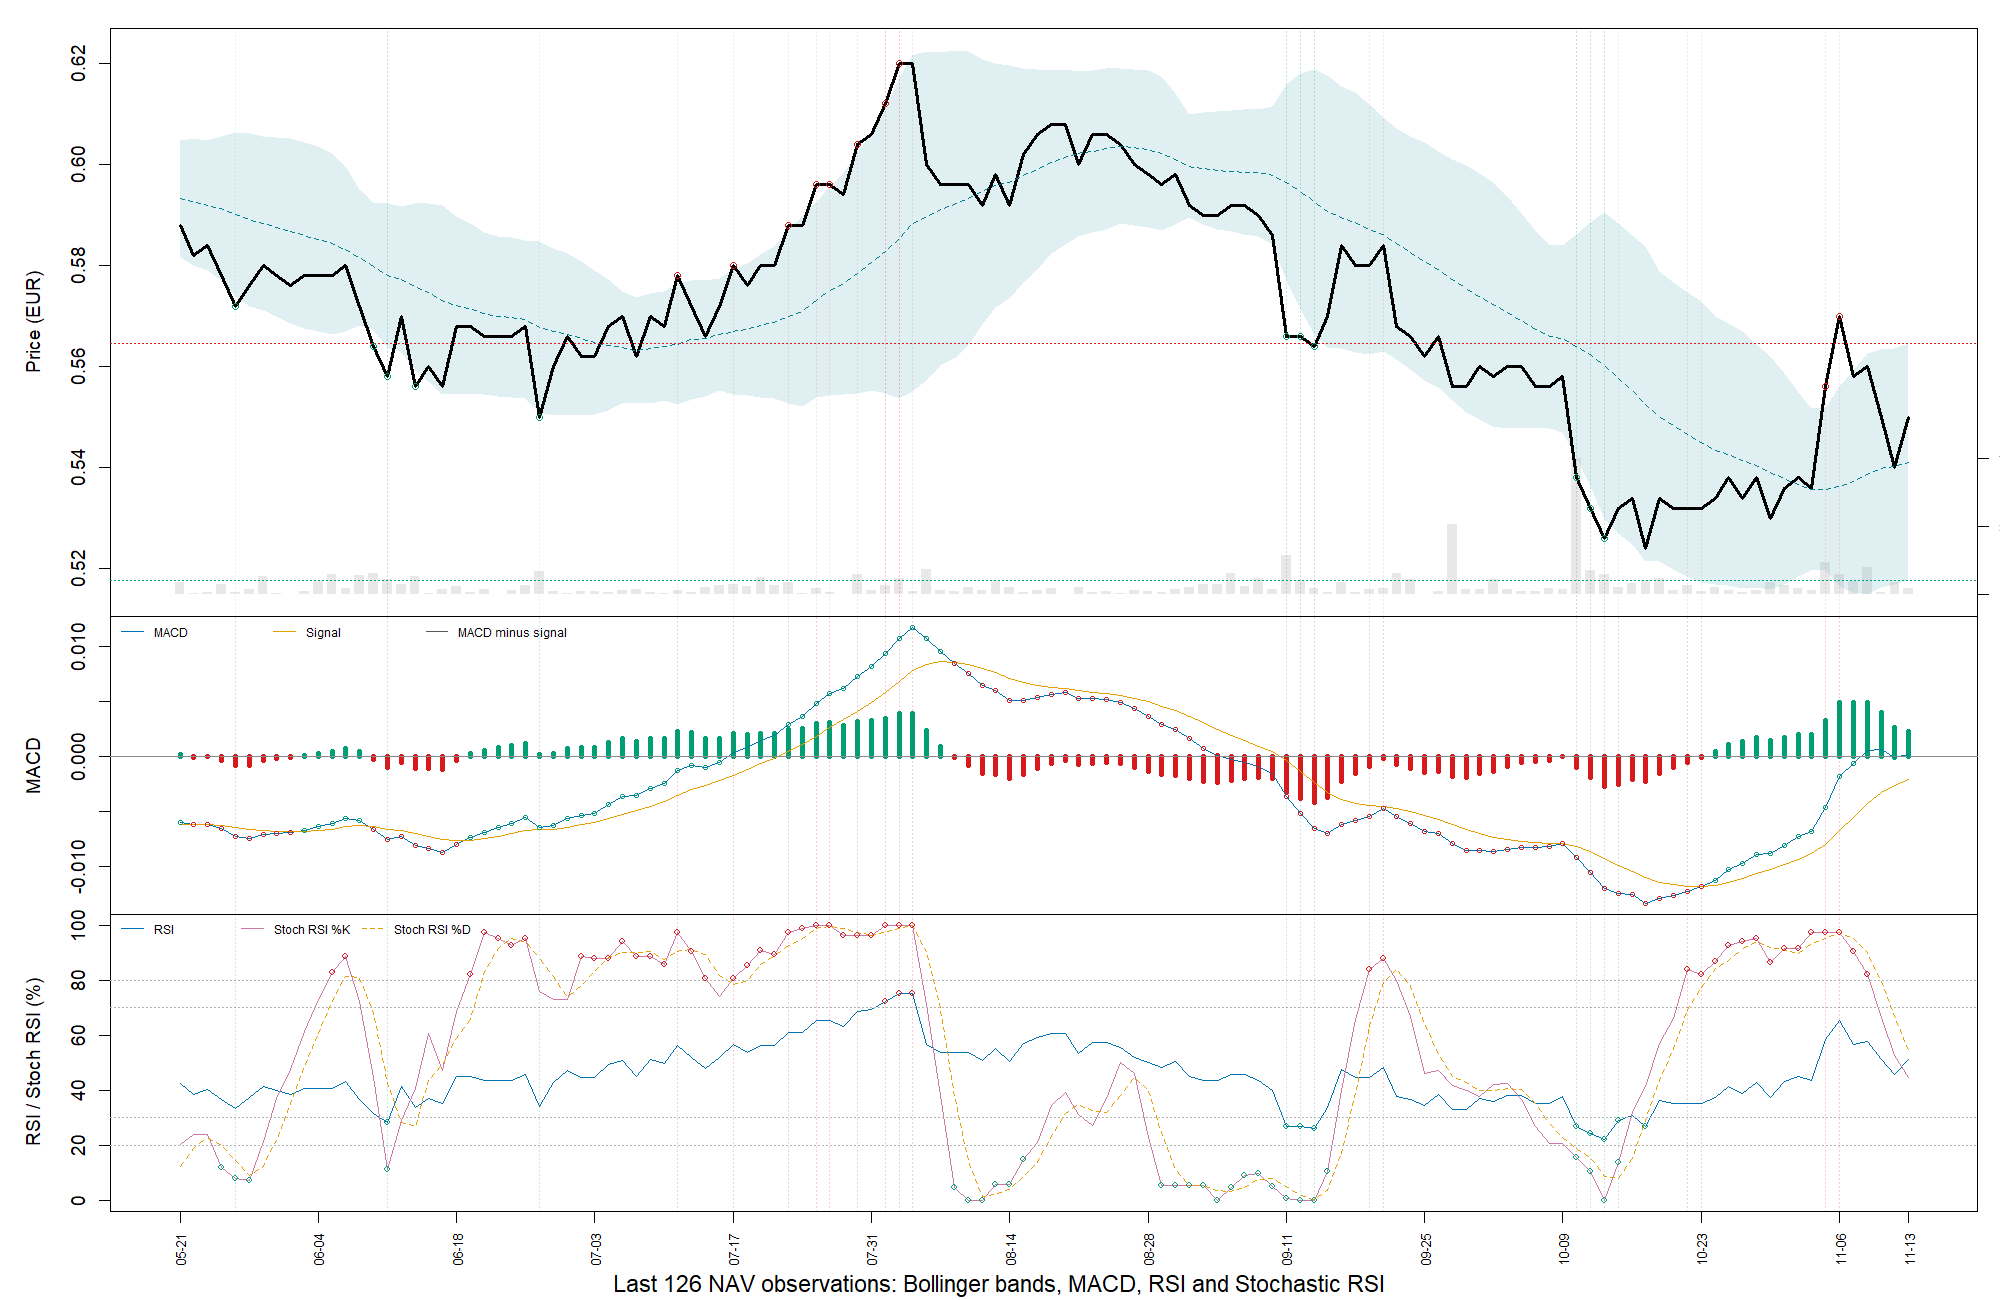 0.62
0.60
0.58
0.56
0.54
0.52
Price (EUR)
MACD Signal MACD minus signal
0.010
0.000
-0.010
MACD
RSI Stoch RSI %K Stoch RSI %D
100
80
60
40
20
0
RSI / Stoch RSI (%)
05-21 06-04 06-18 07-03 07-17 07-31 08-14 08-28 09-11 09-25 10-09 10-23 11-06 11-13
Last 126 NAV observations: Bollinger bands, MACD, RSI and Stochastic RSI